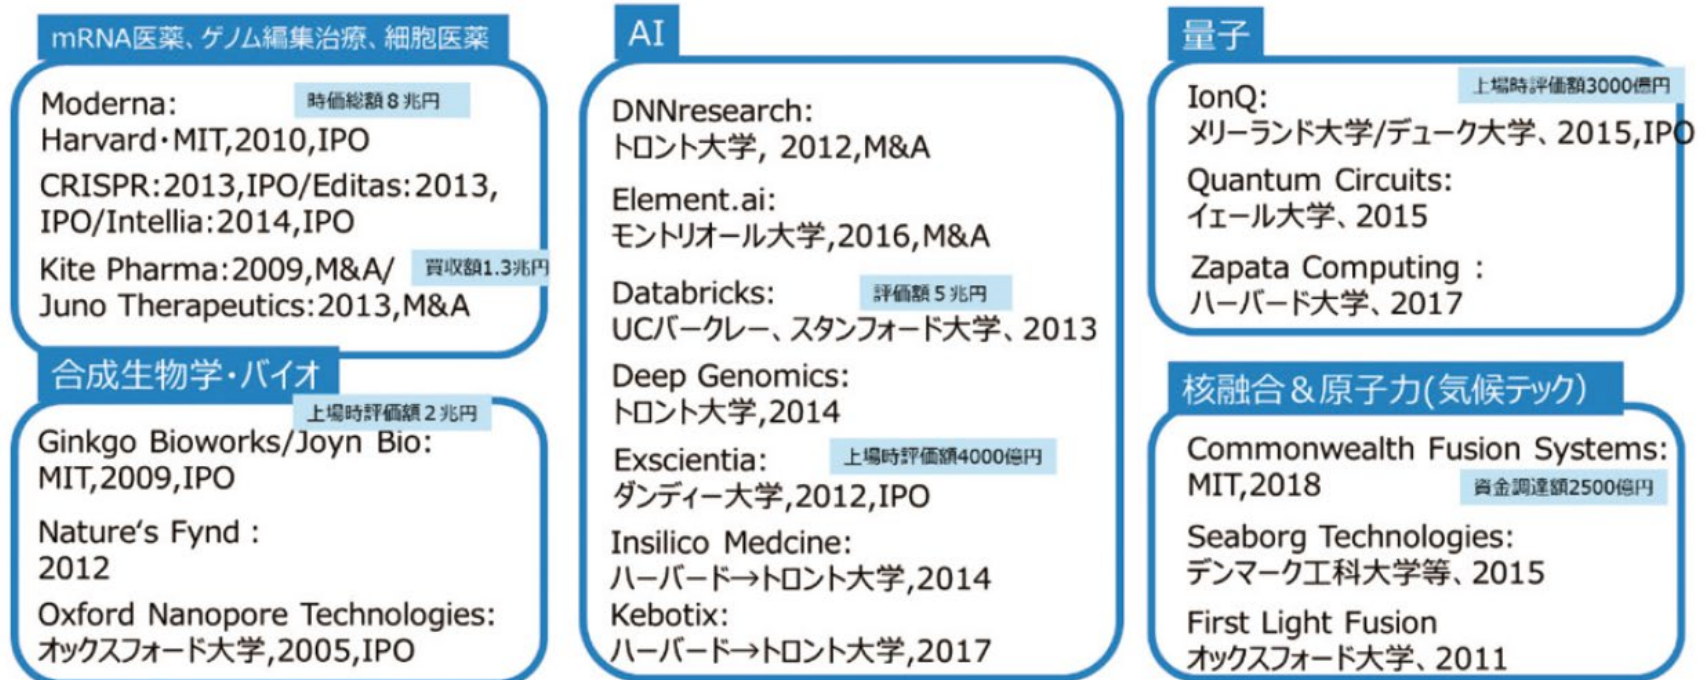 mRNA医薬、ゲノム編集治療、細胞医薬
Moderna:
時価総額8兆円
Harvard・MIT,2010,IPO
CRISPR:2013,IPO/Editas:2013,
IPO/Intellia:2014,IPO
Kite Pharma:2009,M&A/
買収額1.3兆円
Juno Therapeutics:2013,M&A
合成生物学・バイオ
上場時評価額2兆円
Ginkgo Bioworks/Joyn Bio:
MIT,2009,IPO
Nature's Fynd :
2012
Oxford Nanopore Technologies:
オックスフォード大学,2005,IPO
AI
DNNresearch:
トロント大学, 2012,M&A
Element.ai:
モントリオール大学,2016,M&A
Databricks:
評価額5兆円
UCバークレー、スタンフォード大学、2013
Deep Genomics:
トロント大学,2014
Exscientia:
上場時評価額4000億円
ダンディー大学,2012,IPO
Insilico Medcine:
ハーバード→トロント大学,2014
Kebotix:
ハーバード→トロント大学,2017
量子
上場時評価額3000億円
IonQ:
メリーランド大学/デューク大学、2015,IPO
Quantum Circuits:
イェール大学、2015
Zapata Computing :
ハーバード大学、2017
核融合&原子力(気候テック)
Commonwealth Fusion Systems:
MIT,2018
資金調達額2500億円
Seaborg Technologies:
デンマーク工科大学等、2015
First Light Fusion
オックスフォード大学、2011